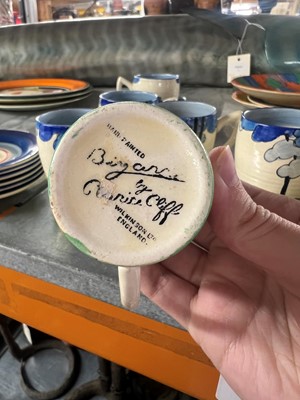 HAND PAINTED
Bizarre
by
Clarice Cliff
WILKINSON LTD
ENGLAND